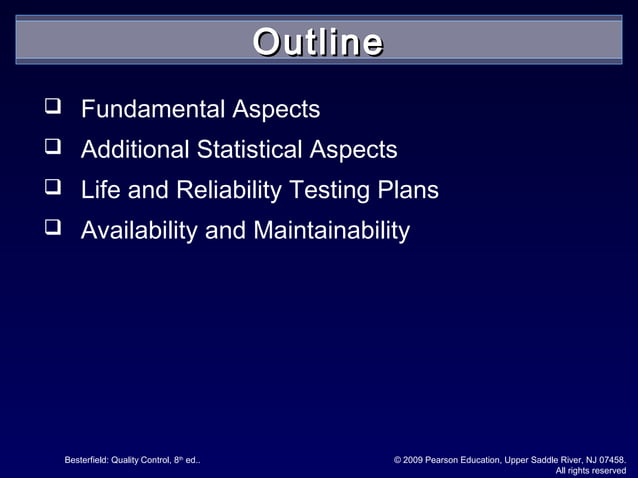 Outline
Fundamental Aspects
Additional Statistical Aspects
Life and Reliability Testing Plans
Availability and Maintainability
Besterfield: Quality Control, 8th ed..
© 2009 Pearson Education, Upper Saddle River, NJ 07458.
All rights reserved